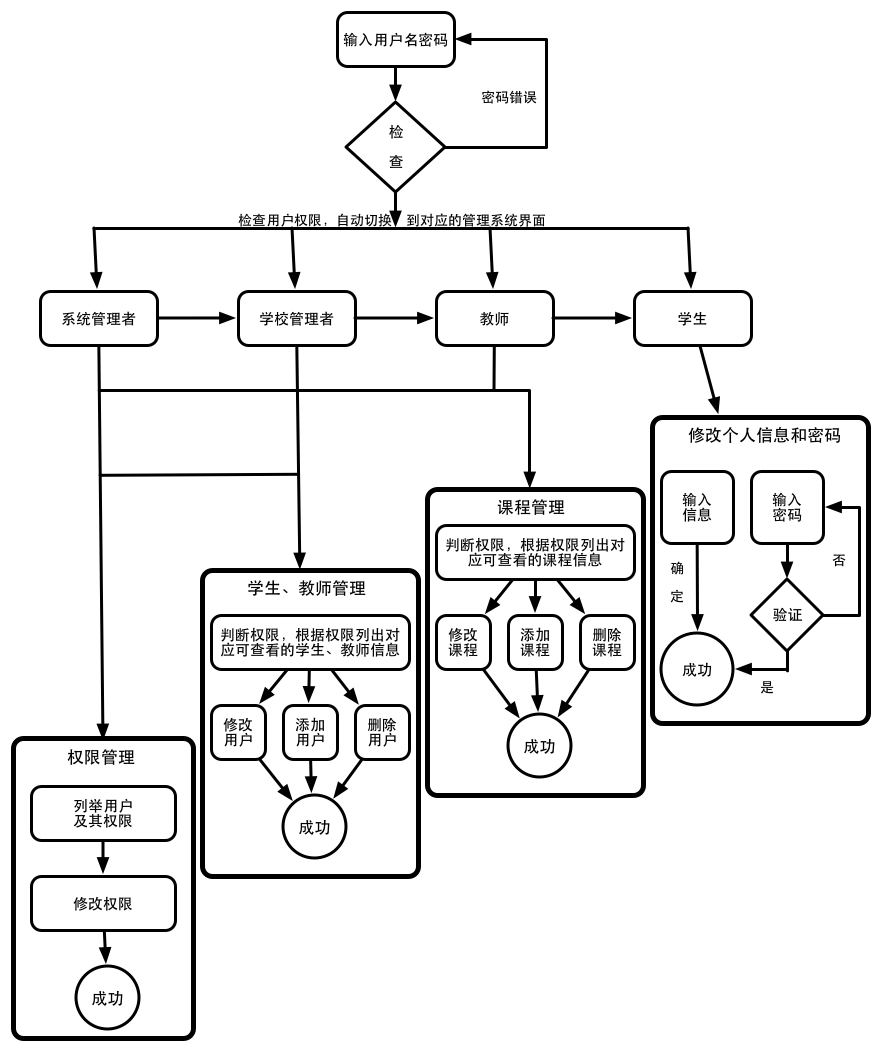 输入用户名密码
密码错误
检
查
检查用户权限，自动切换 到对应的管理系统界面
系统管理者
学校管理者
教师
学生
修改个人信息和密码
输入
信息
输入
密码
确
定
否
验证
成功
是
课程管理
判断权限，根据权限列出对
应可查看的课程信息
修改
课程
添加
课程
删除
课程
成功
学生、教师管理
判断权限，根据权限列出对
应可查看的学生、教师信息
修改
用户
添加
用户
删除
用户
成功
权限管理
列举用户
及其权限
修改权限
成功